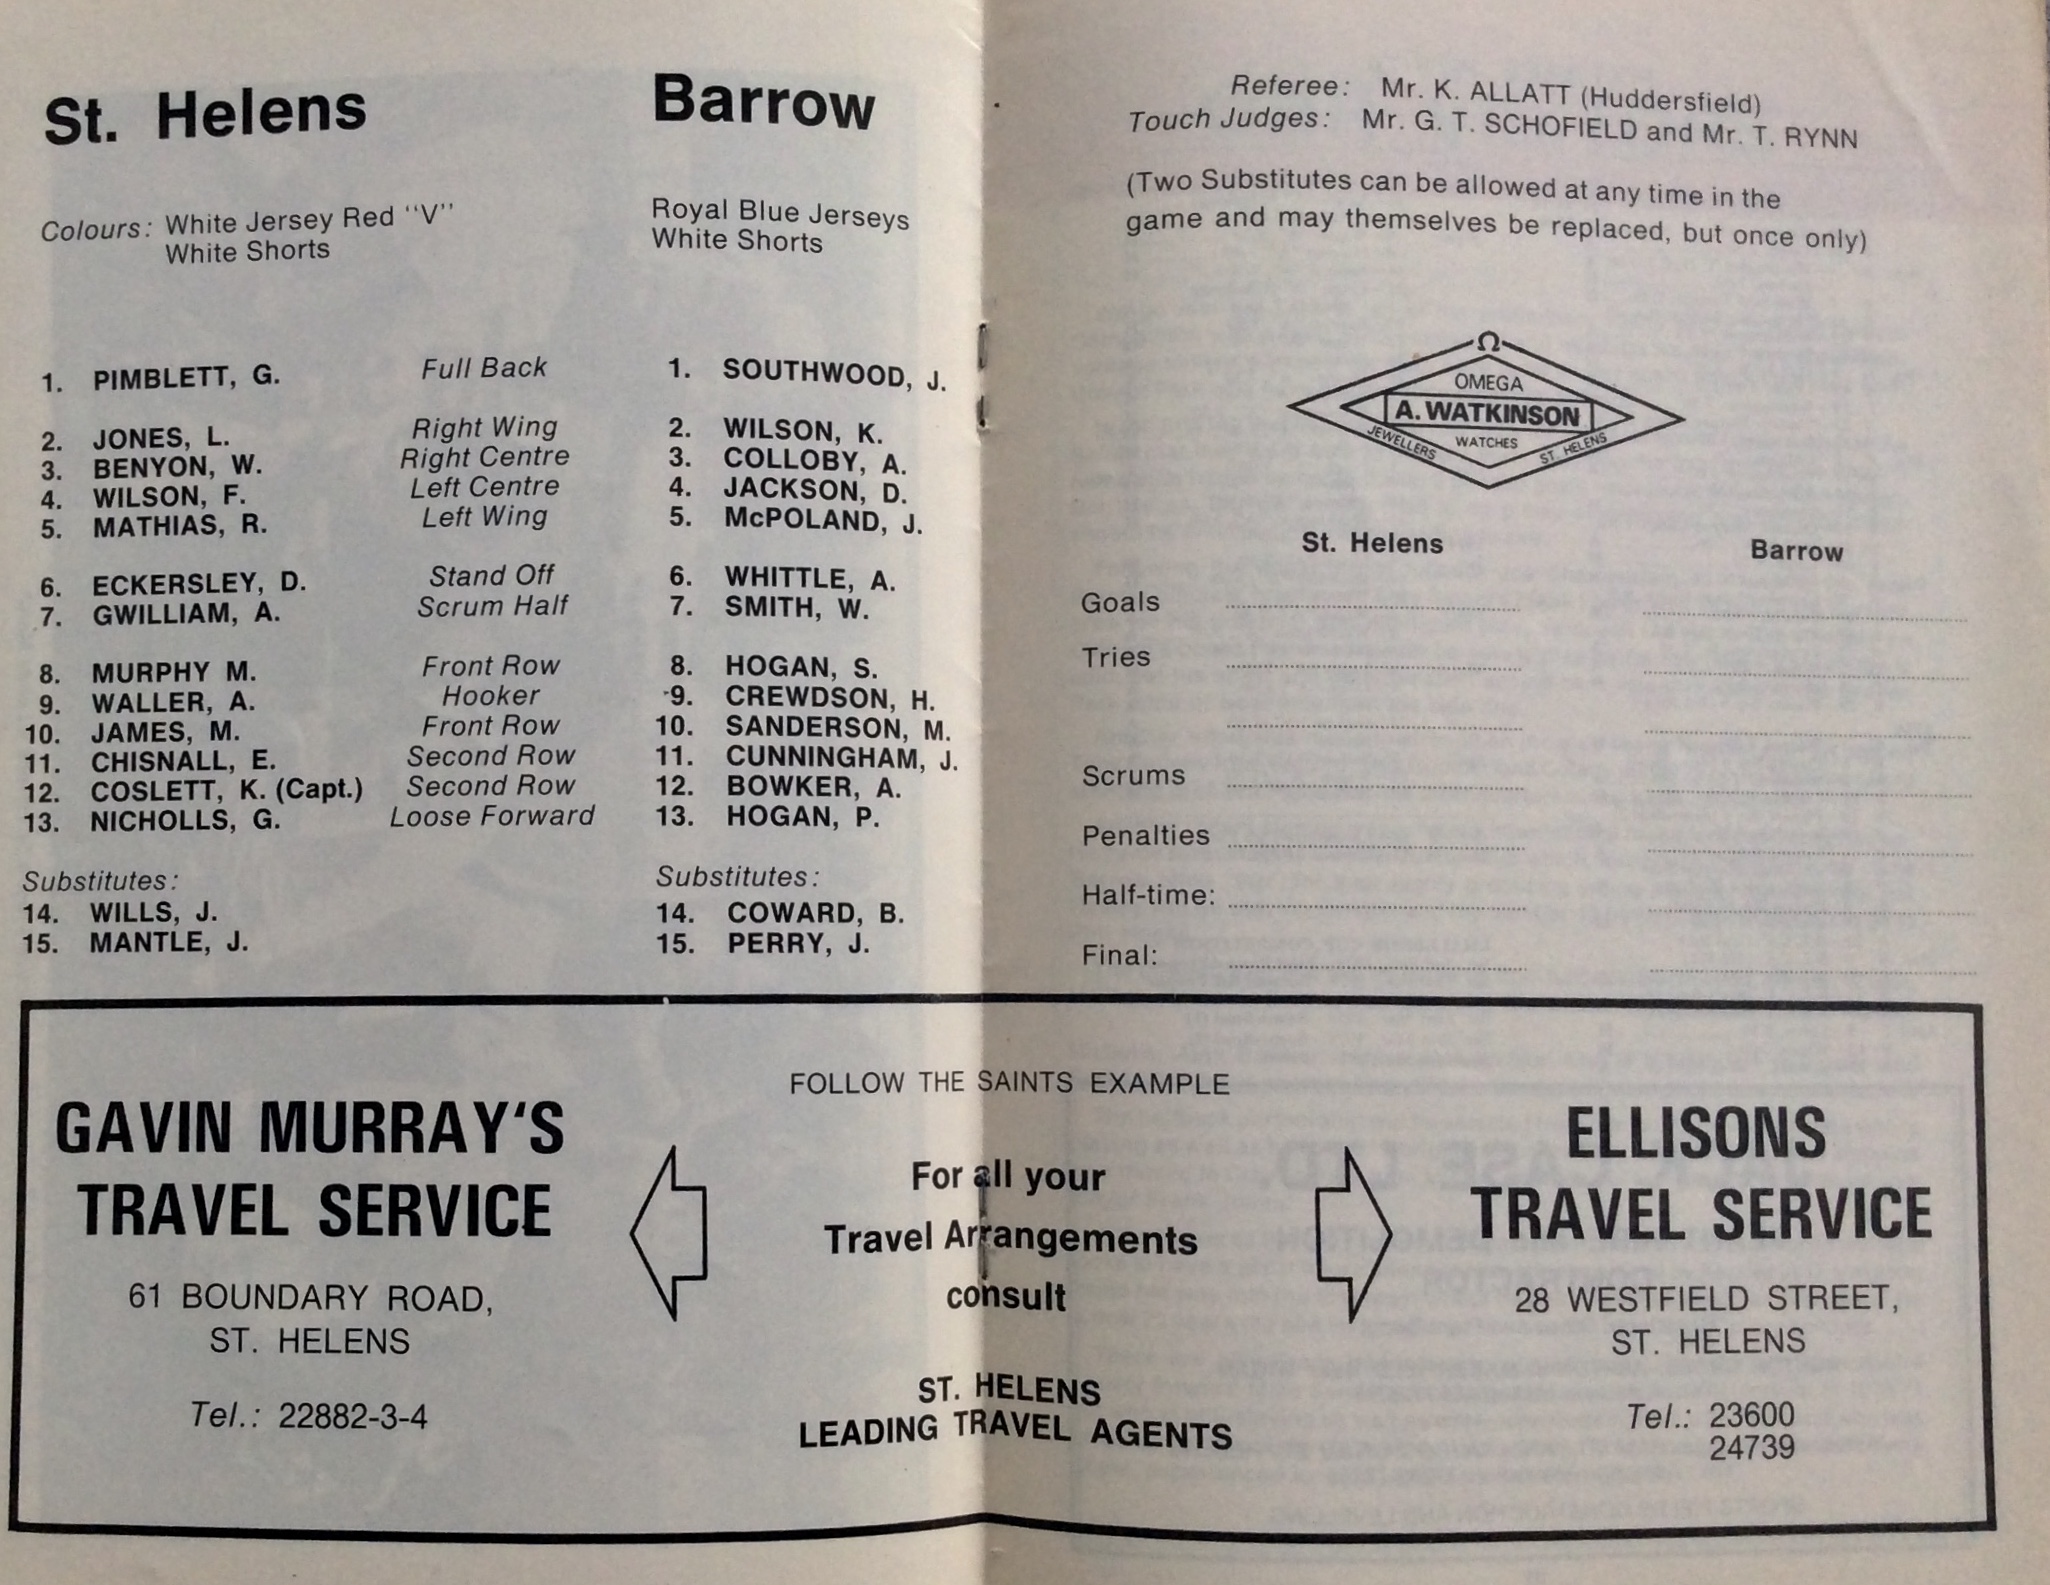 St. Helens
Colours: White Jersey Red "V"
White Shorts
Barrow
Royal Blue Jerseys
White Shorts
1. PIMBLETT, G. Full Back 1. SOUTHWOOD, J.
2. JONES, L. Right Wing 2. WILSON, K.
3. BENYON, W. Right Centre 3. COLLOBY, A.
4. WILSON, F. Left Centre 4. JACKSON, D.
5. MATHIAS, R. Left Wing 5. McPOLAND, J.
6. ECKERSLEY, D. Stand Off 6. WHITTLE, A.
7. GWILLIAM, A. Scrum Half 7. SMITH, W.
8. MURPHY M. Front Row 8. HOGAN, S.
9. WALLER, A. Hooker 9. CREWDSON, H.
10. JAMES, M. Front Row 10. SANDERSON, M.
11. CHISNALL, E. Second Row 11. CUNNINGHAM, J.
12. COSLETT, K. (Capt.) Second Row 12. BOWKER, A.
13. NICHOLLS, G. Loose Forward 13. HOGAN, P.
Substitutes: Substitutes:
14. WILLS, J. 14. COWARD, B.
15. MANTLE, J. 15. PERRY, J.
Referee: Mr. K. ALLATT (Huddersfield)
Touch Judges: Mr. G. T. SCHOFIELD and Mr. T. RYNN
(Two Substitutes can be allowed at any time in the
game and may themselves be replaced, but once only)
Ω
OMEGA
A. WATKINSON
WATCHES
JEWELLERS
ST. HELENS
St. Helens Barrow
Goals
Tries
Scrums
Penalties
Half-time:
Final:
GAVIN MURRAY'S
TRAVEL SERVICE
61 BOUNDARY ROAD,
ST. HELENS
Tel.: 22882-3-4
FOLLOW THE SAINTS EXAMPLE
For all your
Travel Arrangements
consult
ST. HELENS
LEADING TRAVEL AGENTS
ELLISONS
TRAVEL SERVICE
28 WESTFIELD STREET,
ST. HELENS
Tel.: 23600
24739